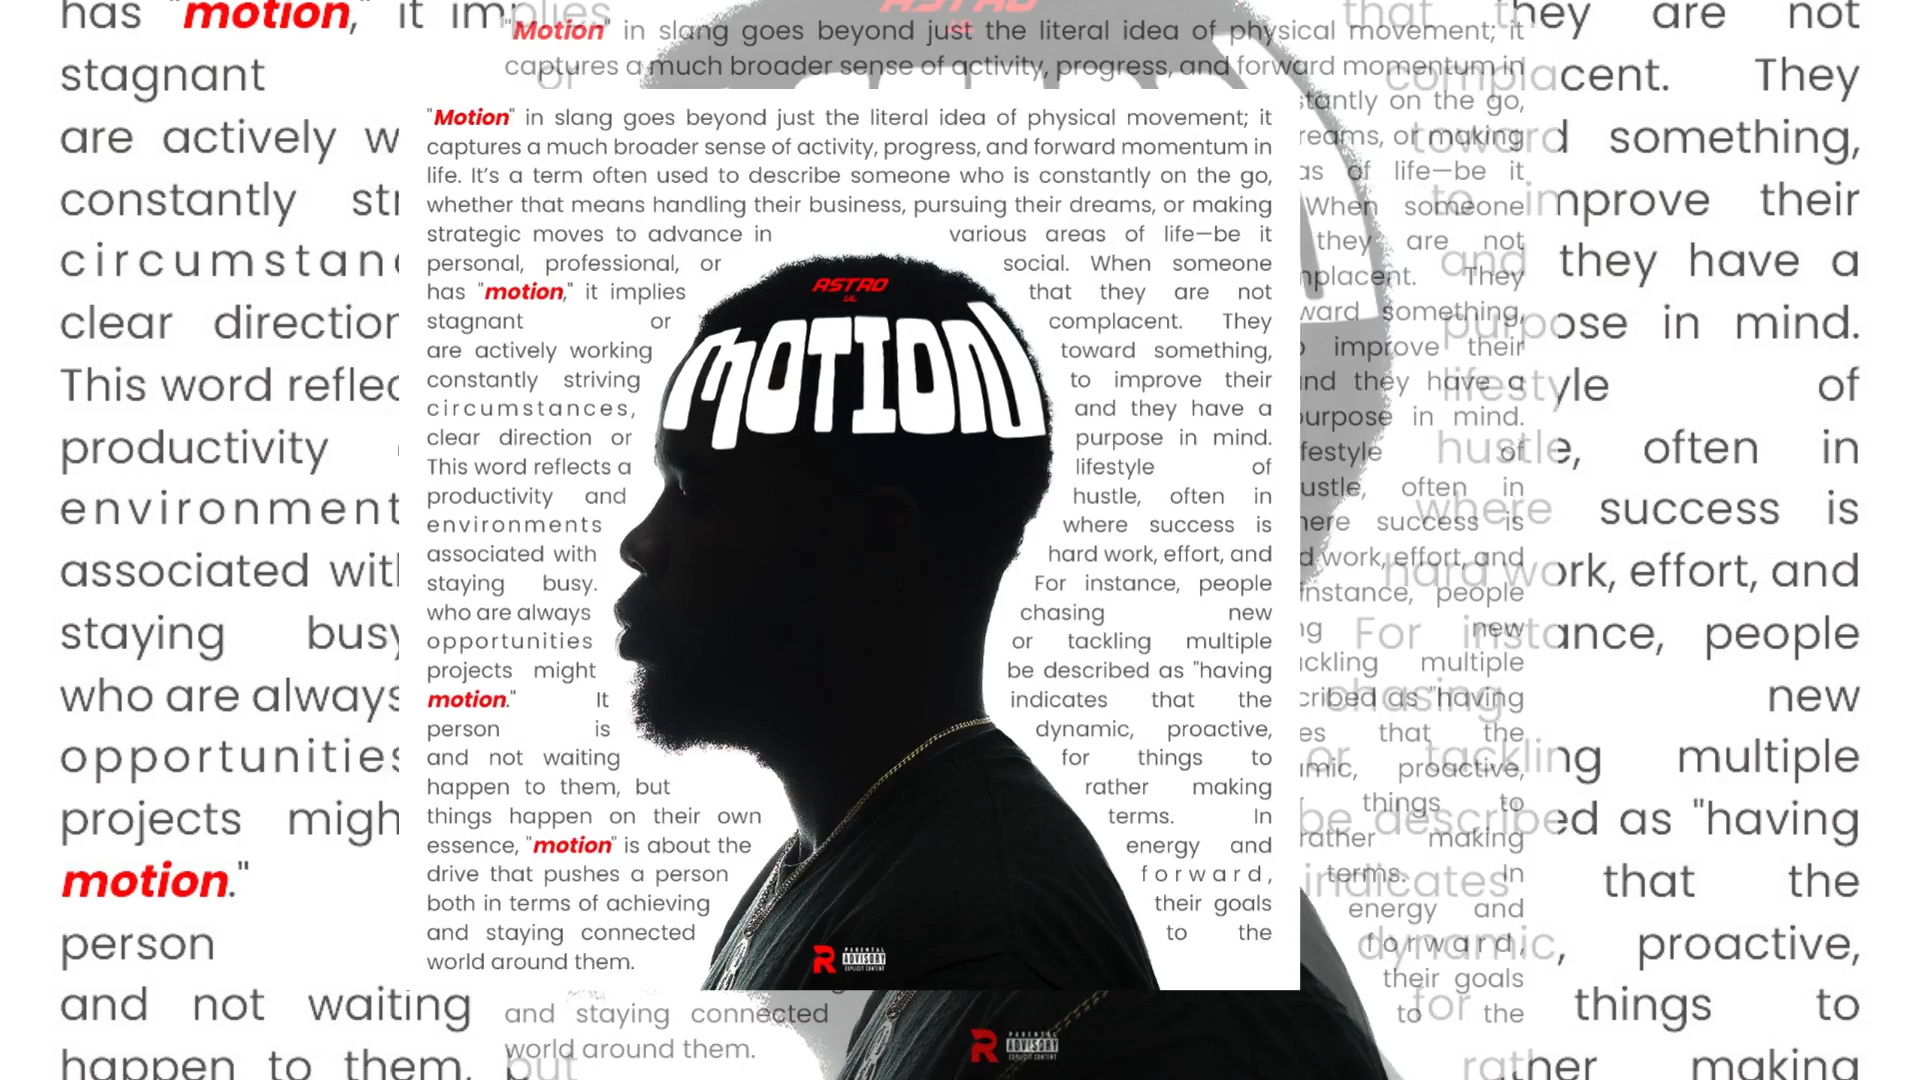 "Motion" in slang goes beyond just the literal idea of physical movement; it
captures a much broader sense of activity, progress, and forward momentum in
life. It's a term often used to describe someone who is constantly on the go,
whether that means handling their business, pursuing their dreams, or making
strategic moves to advance in various areas of life—be it
personal, professional, or social. When someone
has "motion," it implies that they are not
stagnant or complacent. They
are actively working toward something,
constantly striving to improve their
circumstances, and they have a
clear direction or purpose in mind.
This word reflects a lifestyle of
productivity and hustle, often in
environments where success is
associated with hard work, effort, and
staying busy. For instance, people
who are always chasing new
opportunities or tackling multiple
projects might be described as "having
motion." It indicates that the
person is dynamic, proactive,
and not waiting for things to
happen to them, but rather making
things happen on their own terms. In
essence, "motion" is about the energy and
drive that pushes a person forward,
both in terms of achieving their goals
and staying connected to the
world around them.
ASTRO
UL
MOTION
R
PARENTAL
ADVISORY
EXPLICIT CONTENT